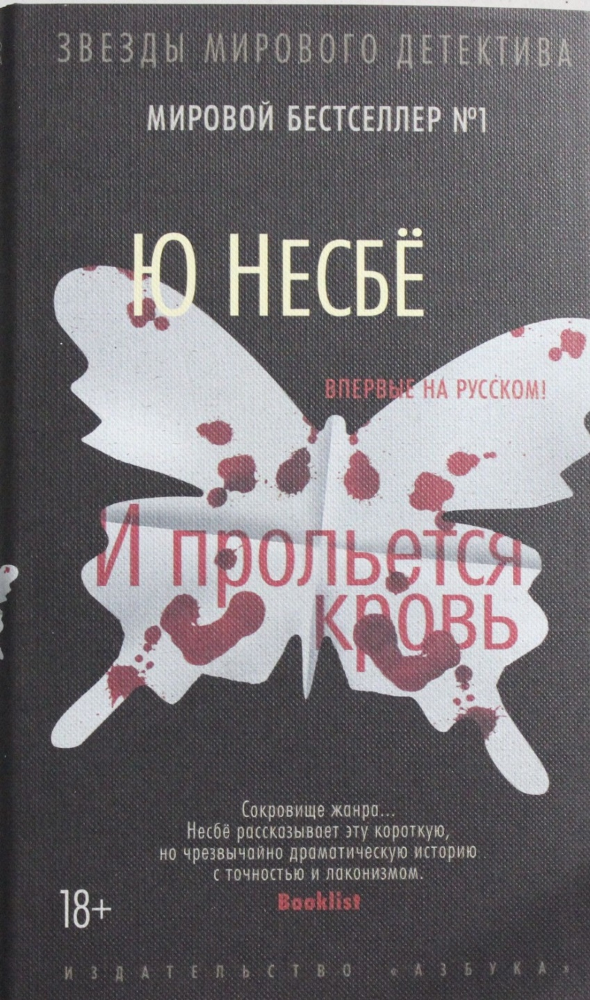 ЗВЕЗДЫ МИРОВОГО ДЕТЕКТИВА
МИРОВОЙ БЕСТСЕЛЛЕР №1
Ю НЕСБЁ
ВПЕРВЫЕ НА РУССКОМ!
И прольется
кровь
Сокровище жанра...
Несбё рассказывает эту короткую,
но чрезвычайно драматическую историю
с точностью и лаконизмом.
Booklist
18+
ИЗДАТЕЛЬСТВО «АЗБУКА»